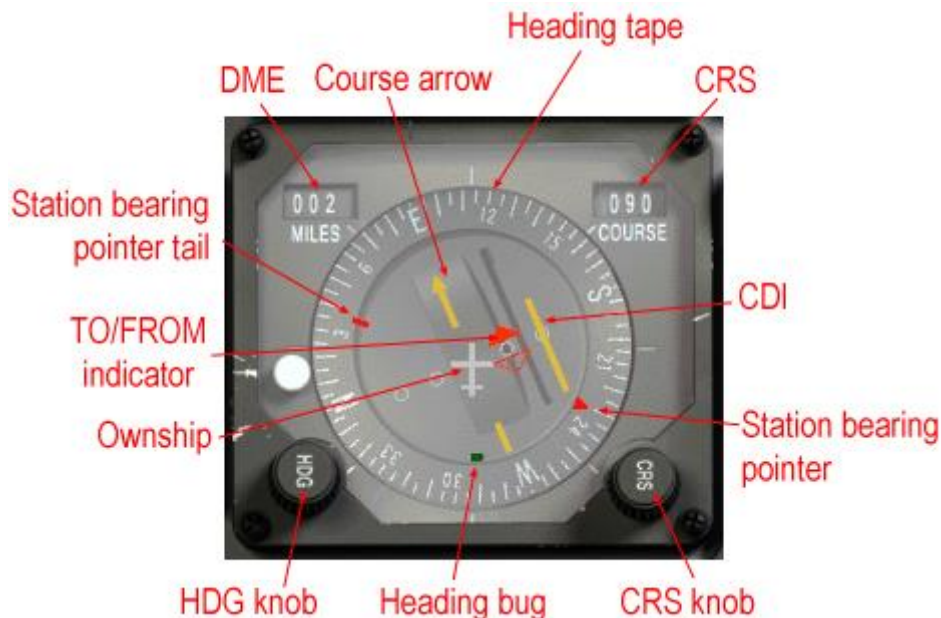 Heading tape
DME
Course arrow
CRS
002
090
MILES
COURSE
Station bearing
pointer tail
E
12
15
6
S
3
CDI
TO/FROM
indicator
21
Ownship
24
Station bearing
pointer
33
30
W
HDG
CRS
HDG knob
Heading bug
CRS knob